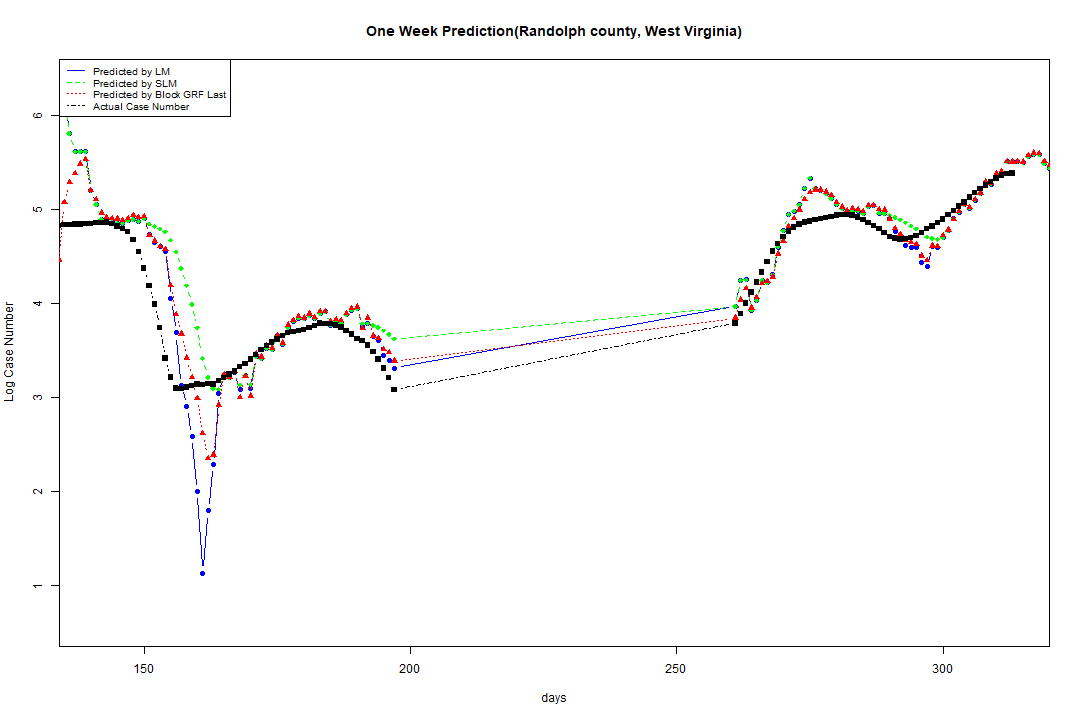 One Week Prediction(Randolph county, West Virginia)
Predicted by LM
Predicted by SLM
Predicted by Block GRF Last
Actual Case Number
6
5
4
3
2
1
Log Case Number
150 200 250 300
days